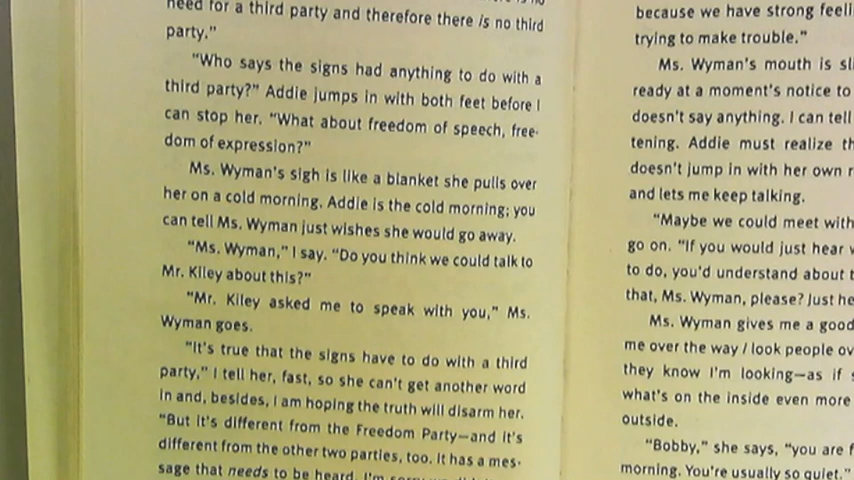 need for a third party and therefore there is no third
party."
"Who says the signs had anything to do with a
third party?" Addie jumps in with both feet before I
can stop her. "What about freedom of speech, free-
dom of expression?"
Ms. Wyman's sigh is like a blanket she pulls over
her on a cold morning. Addie is the cold morning; you
can tell Ms. Wyman just wishes she would go away.
"Ms. Wyman," I say. "Do you think we could talk to
Mr. Kiley about this?"
"Mr. Kiley asked me to speak with you," Ms.
Wyman goes.
"It's true that the signs have to do with a third
party," I tell her, fast, so she can't get another word
in and, besides, I am hoping the truth will disarm her.
"But it's different from the Freedom Party—and it's
different from the other two parties, too. It has a mes-
sage that needs to be heard. I'm sorry
because we have strong
trying to make trouble."
Ms. Wyman's mouth is
ready at a moment's notice to
doesn't say anything. I can tell
tening. Addie must realize
doesn't jump in with her own
and lets me keep talking.
"Maybe we could meet with
go on. "If you would just hear
to do, you'd understand about
that, Ms. Wyman, please? Just
Ms. Wyman gives me a good
me over the way I look people
they know I'm looking—as if
what's on the inside even more
outside.
"Bobby," she says, "you are
morning. You're usually so quiet."